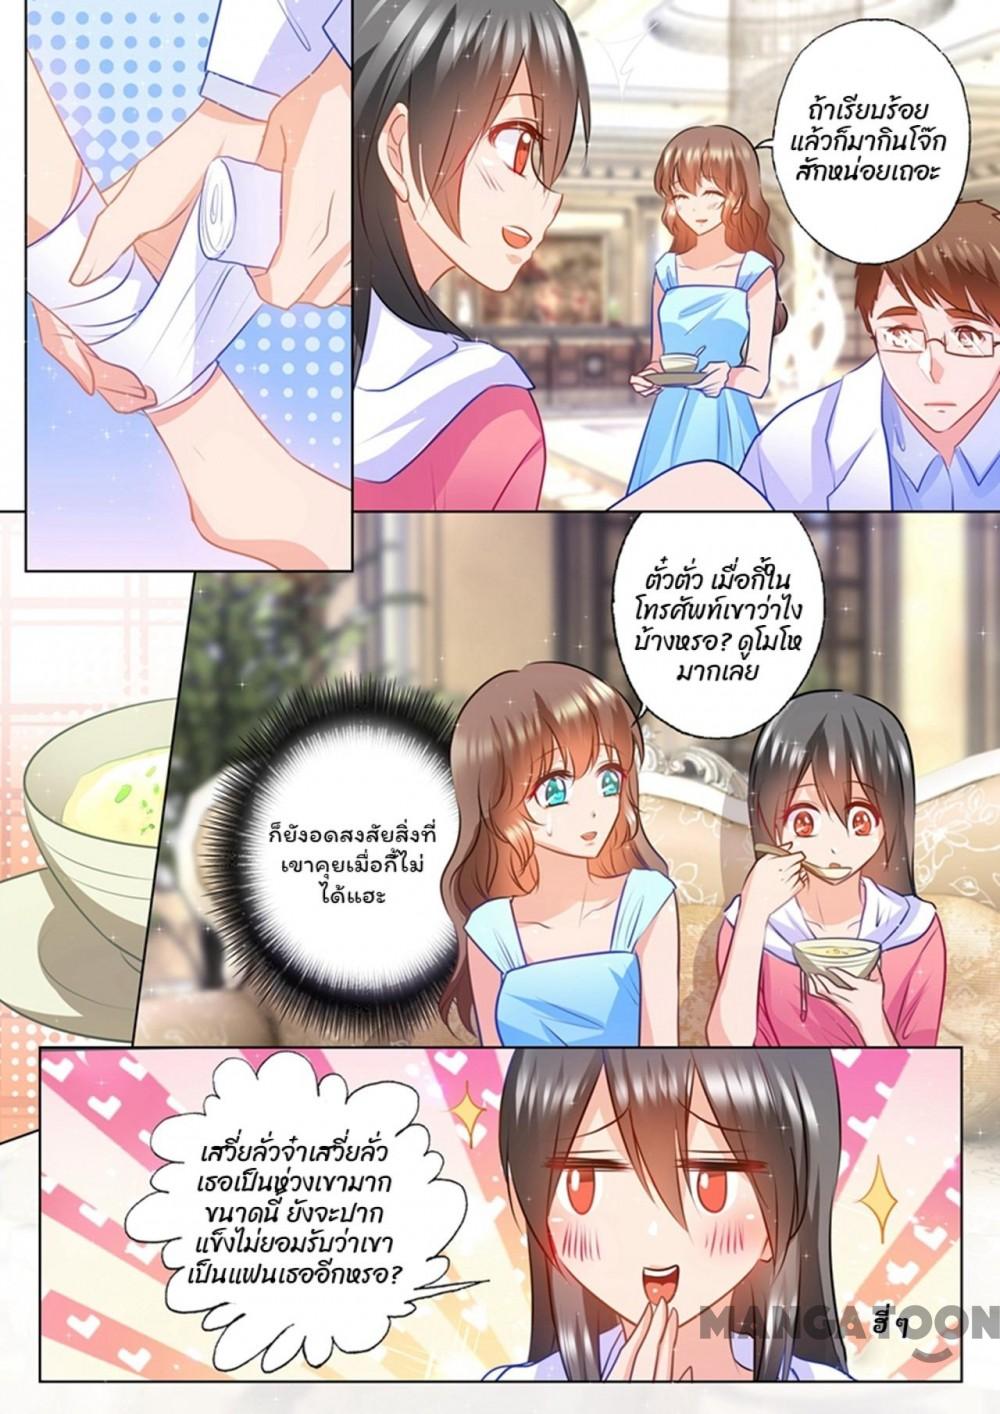 ถ้าเรียบร้อย
แล้วก็มากินโจ๊ก
สักหน่อยเถอะ
ตั๋วตั่ว เมื่อกี้ใน
โทรศัพท์เขาว่าไง
บ้างหรอ? ดูโมโห
มากเลย
ก็ยังอดสงสัยสิ่งที่
เขาคุยเมื่อกี้ไม่
ได้แฮะ
เสวี่ยลั่วจ๋าเสวี่ยลั่ว
เธอเป็นห่วงเขามาก
ขนาดนี้ ยังจะปาก
แข็งไม่ยอมรับว่าเขา
เป็นแฟนเธออีกหรอ?
ฮี่ ๆ
MANGATOON